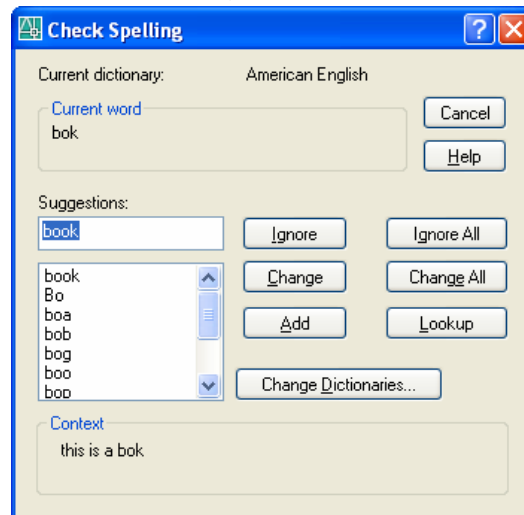 Check Spelling
Current dictionary: American English
Current word
bok
Cancel
Help
Suggestions:
book
Ignore
Ignore All
book
Bo
boa
bob
bog
boo
bop
Change
Change All
Add
Lookup
Change Dictionaries...
Context
this is a bok